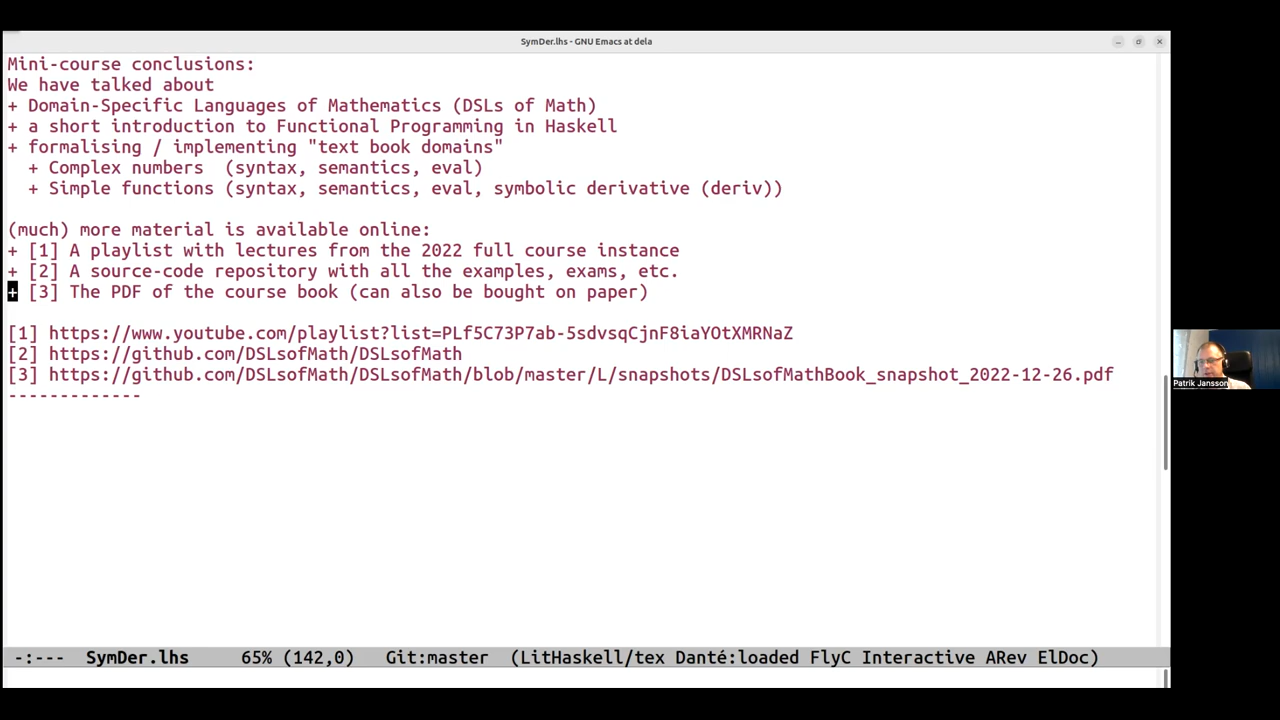 SymDer.lhs - GNU Emacs at dela
Mini-course conclusions:
We have talked about
+ Domain-Specific Languages of Mathematics (DSLs of Math)
+ a short introduction to Functional Programming in Haskell
+ formalising / implementing "text book domains"
  + Complex numbers  (syntax, semantics, eval)
  + Simple functions (syntax, semantics, eval, symbolic derivative (deriv))
(much) more material is available online:
+ [1] A playlist with lectures from the 2022 full course instance
+ [2] A source-code repository with all the examples, exams, etc.
+ [3] The PDF of the course book (can also be bought on paper)
[1] https://www.youtube.com/playlist?list=PLf5C73P7ab-5sdvsqCjnF8iaYOtXMRNaZ
[2] https://github.com/DSLsofMath/DSLsofMath
[3] https://github.com/DSLsofMath/DSLsofMath/blob/master/L/snapshots/DSLsofMathBook_snapshot_2022-12-26.pdf
-------------
Patrik Jansson
-:---  SymDer.lhs     65% (142,0)   Git:master  (LitHaskell/tex Danté:loaded FlyC Interactive ARev ElDoc)